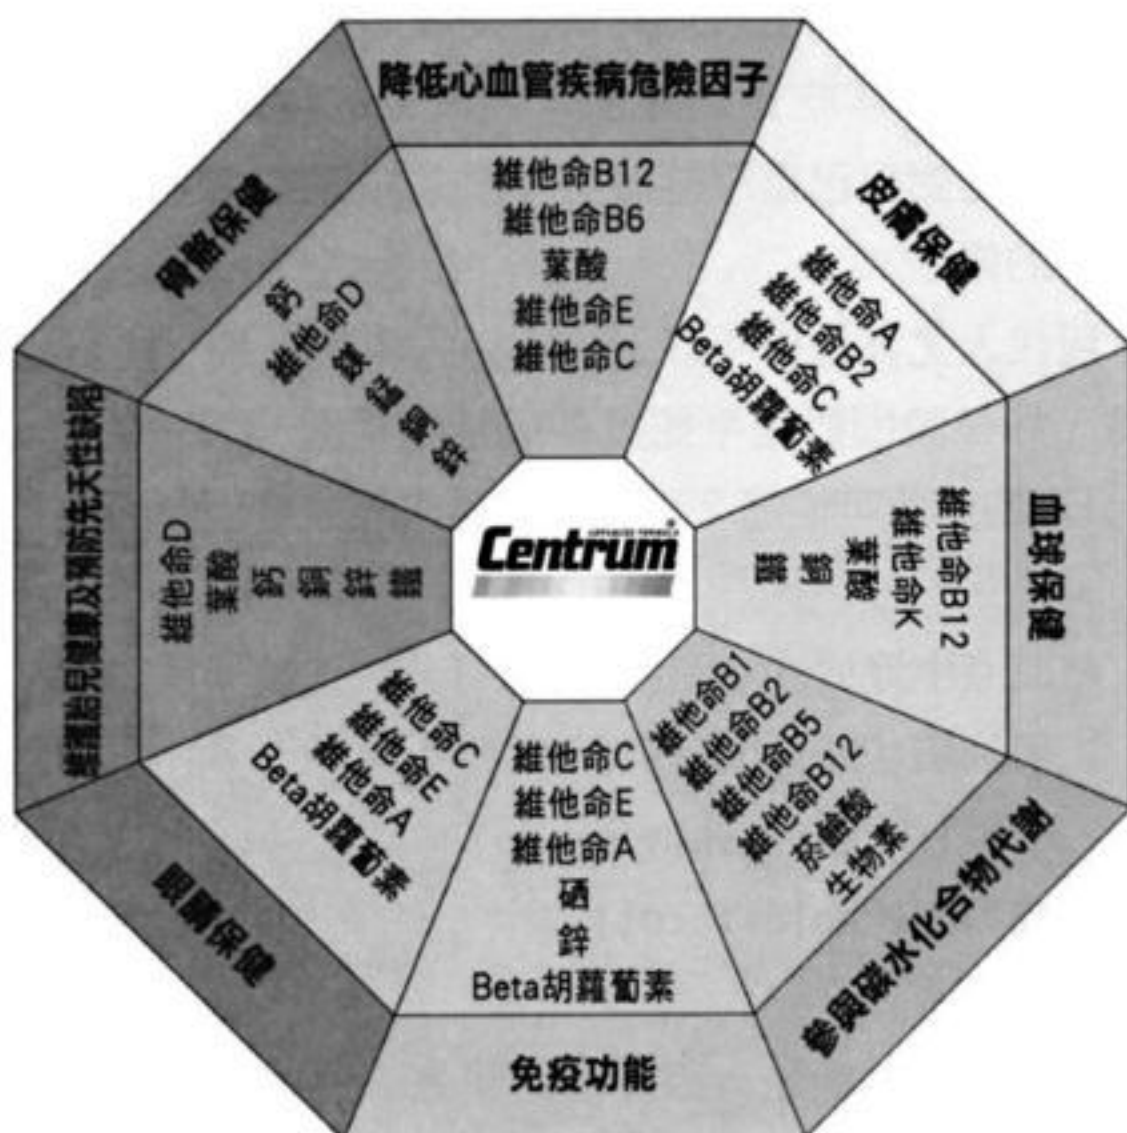 降低心血管疾病危險因子
維他命B12
維他命B6
葉酸
維他命E
維他命C
皮膚保健
維他命A
維他命B2
維他命C
Beta胡蘿蔔素
血球保健
維他命B12
維他命K
葉酸
銅
鐵
參與碳水化合物代謝
維他命B1
維他命B2
維他命B5
維他命B12
菸鹼酸
生物素
免疫功能
維他命C
維他命E
維他命A
硒
鋅
Beta胡蘿蔔素
眼睛保健
維他命C
維他命E
維他命A
Beta胡蘿蔔素
維護胎兒健康及預防先天性缺陷
維他命D
葉酸
鈣
銅
鋅
鐵
骨骼保健
鈣
維他命D
鎂
錳
銅
鋅
Centrum®